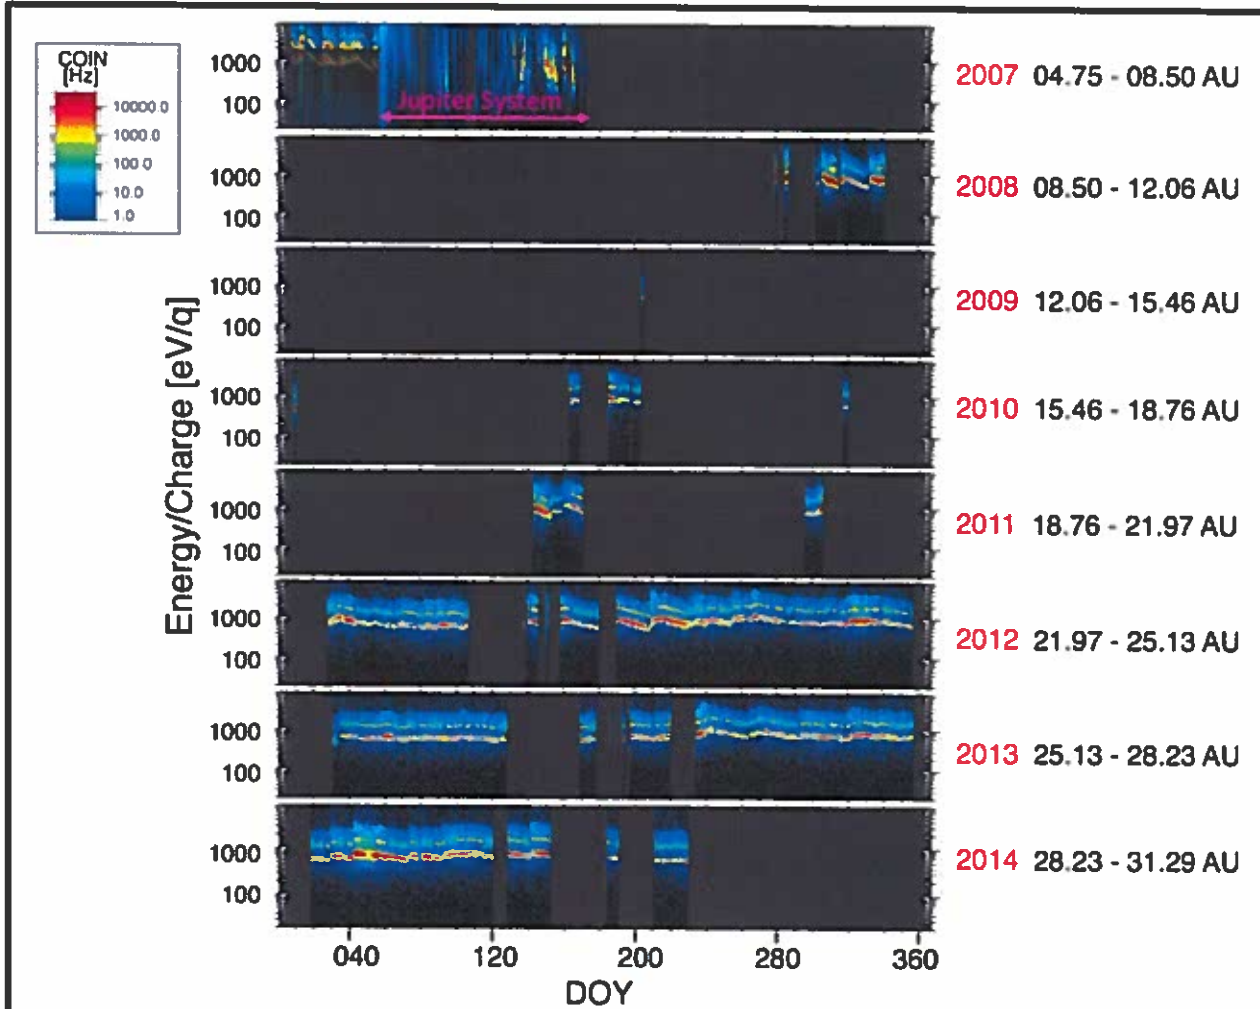 COIN
[Hz]
10000.0
1000.0
100.0
10.0
1.0
Energy/Charge [eV/q]
1000
100
Jupiter System
2007 04.75 - 08.50 AU
1000
100
2008 08.50 - 12.06 AU
1000
100
2009 12.06 - 15.46 AU
1000
100
2010 15.46 - 18.76 AU
1000
100
2011 18.76 - 21.97 AU
1000
100
2012 21.97 - 25.13 AU
1000
100
2013 25.13 - 28.23 AU
1000
100
2014 28.23 - 31.29 AU
040 120 200 280 360
DOY